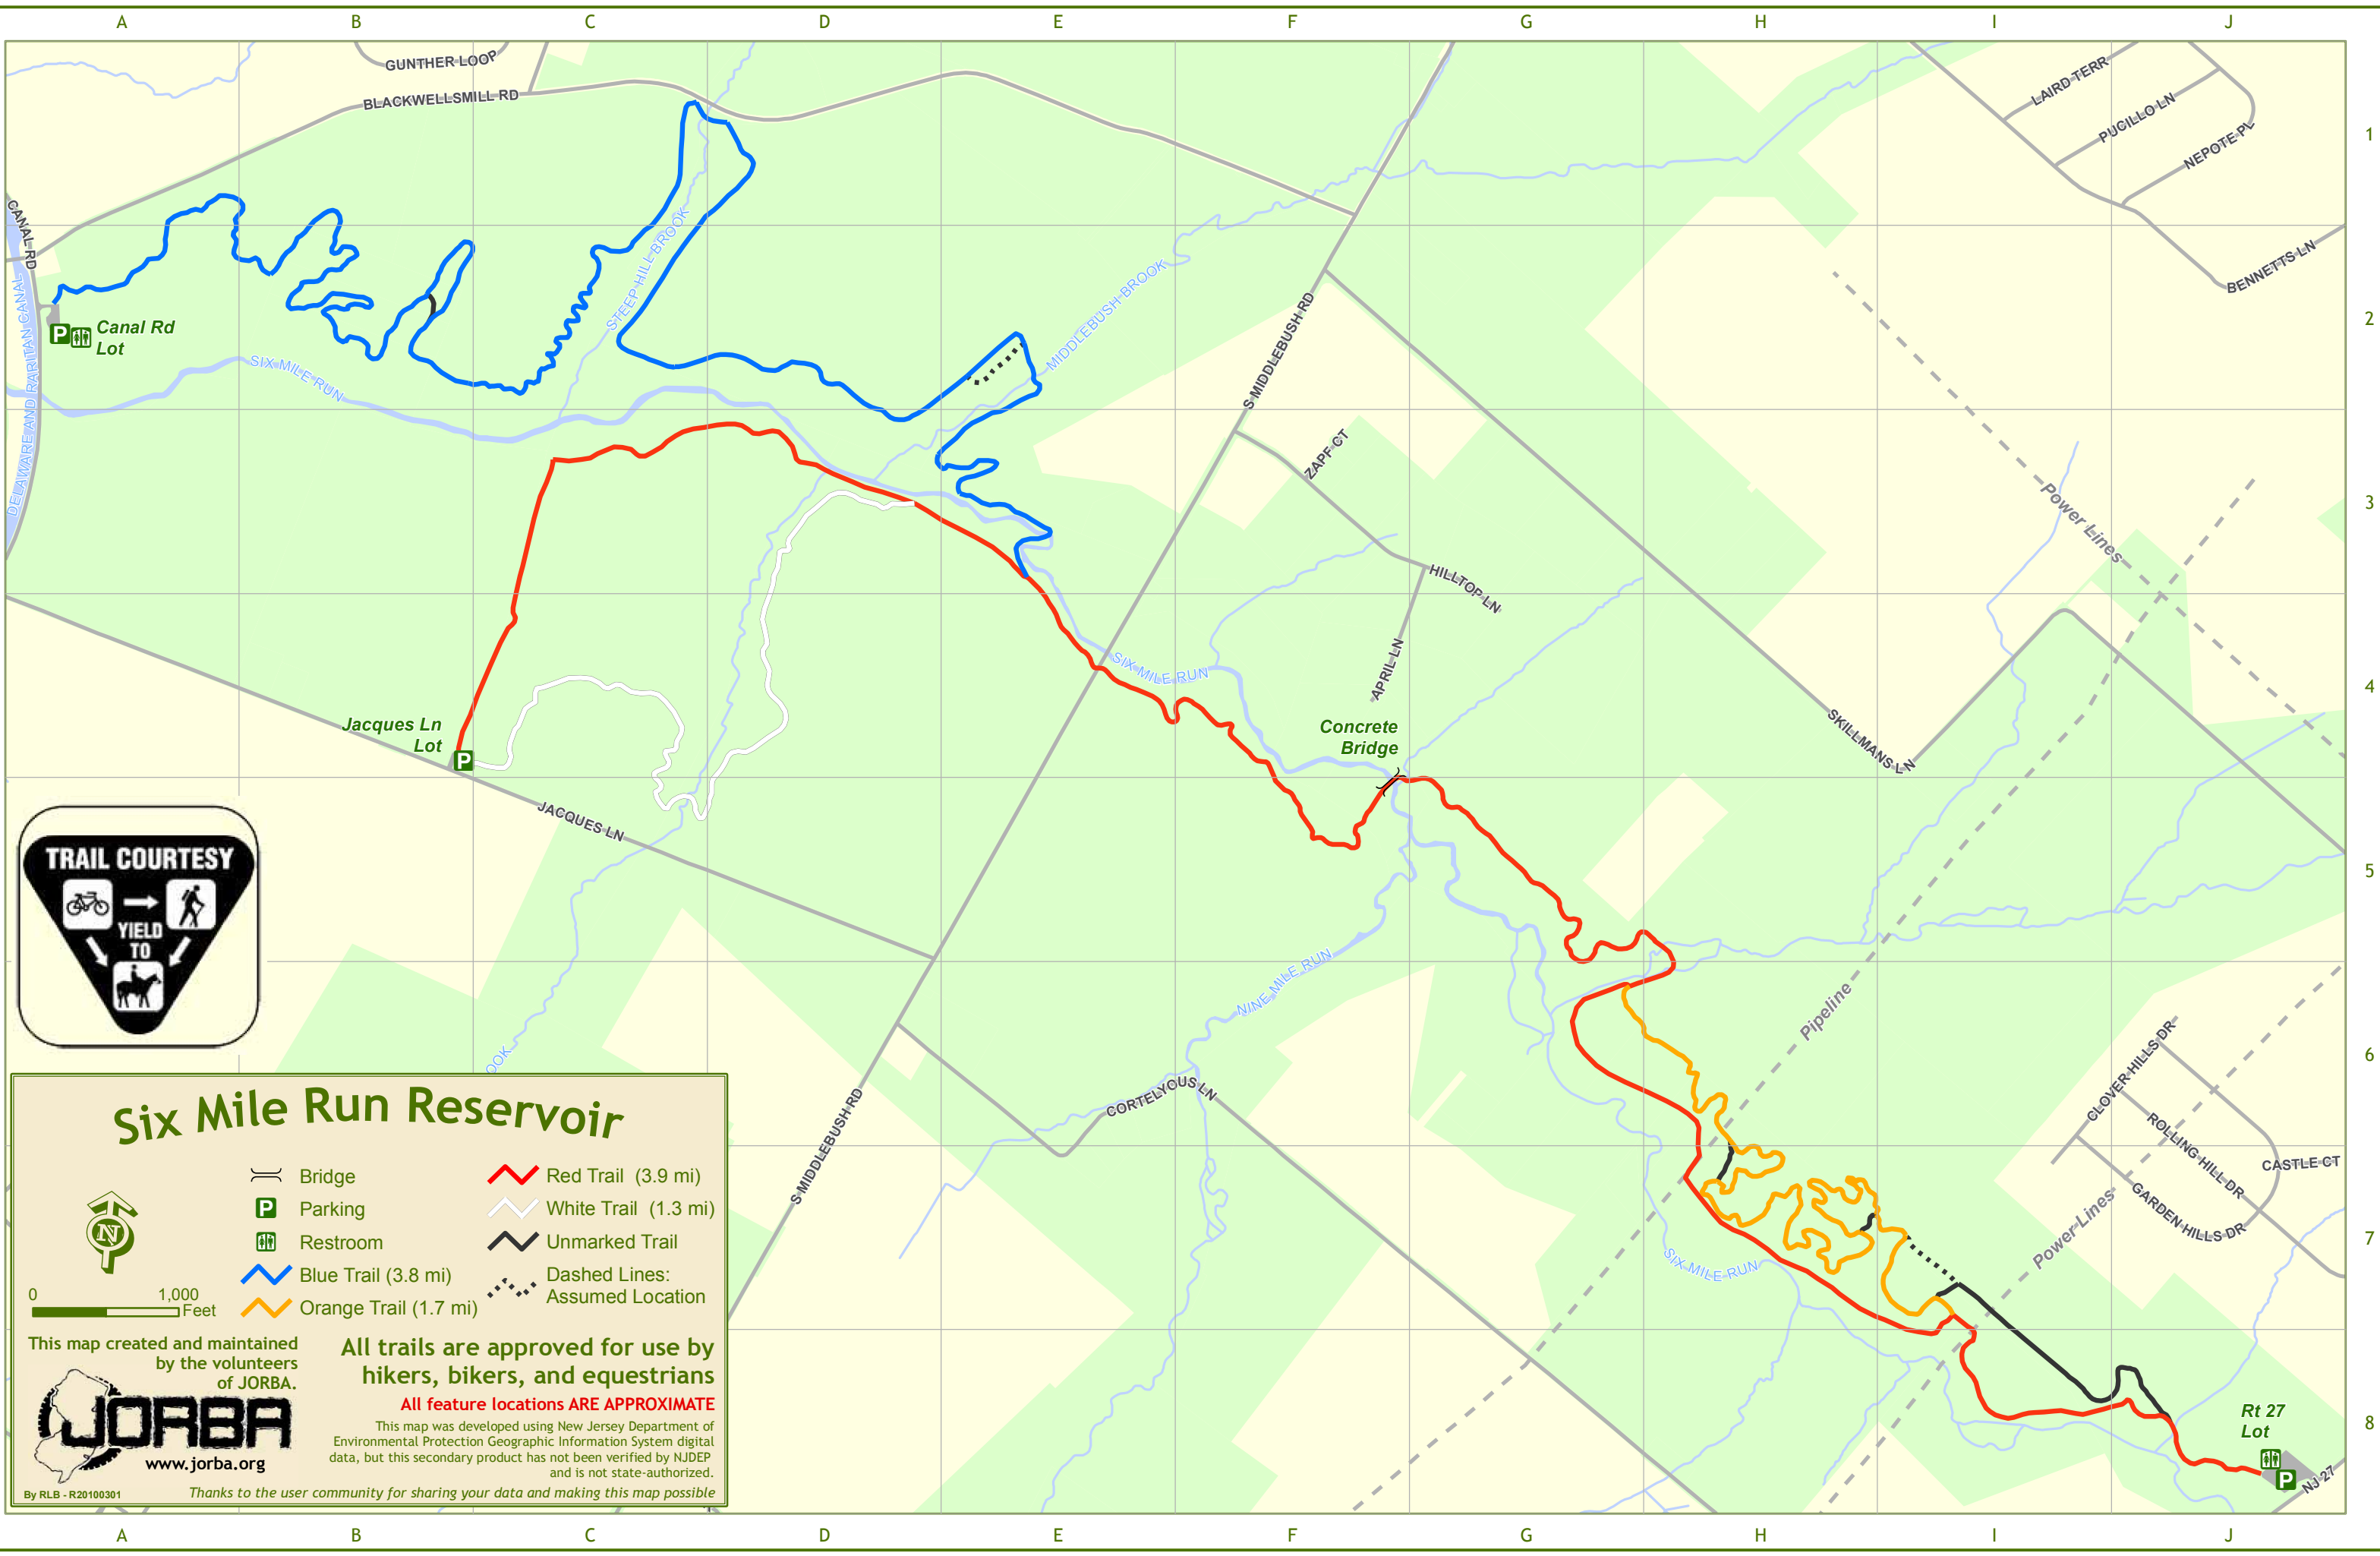 A B C D E F G H I J
GUNTHER LOOP
BLACKWELLSMILL RD
LAIRD TERR
PUCILLO LN
NEPOTE PL
1
CANAL RD
STEEP HILL BROOK
MIDDLEBUSH BROOK
BENNETTS LN
S MIDDLEBUSH RD
2
P
Canal Rd
Lot
SIX MILE RUN
DELAWARE AND RARITAN CANAL
ZAPF CT
Power Lines
3
HILLTOP LN
APRIL LN
SIX MILE RUN
4
Jacques Ln
Lot
P
Concrete
Bridge
SKILLMANS LN
JACQUES LN
5
TRAIL COURTESY
YIELD
TO
NINE MILE RUN
Pipeline
OOK
CORTELYOUS LN
S MIDDLEBUSH RD
6
CLOVER HILLS DR
ROLLING HILL DR
CASTLE CT
GARDEN HILLS DR
Power Lines
7
SIX MILE RUN
8
Rt 27
Lot
P
NJ 27
Six Mile Run Reservoir
N
Bridge
P
Parking
Restroom
Blue Trail (3.8 mi)
Orange Trail (1.7 mi)
Red Trail (3.9 mi)
White Trail (1.3 mi)
Unmarked Trail
Dashed Lines:
Assumed Location
0 1,000
Feet
This map created and maintained
by the volunteers
of JORBA.
JORBA
www.jorba.org
By RLB - R20100301
All trails are approved for use by
hikers, bikers, and equestrians
All feature locations ARE APPROXIMATE
This map was developed using New Jersey Department of
Environmental Protection Geographic Information System digital
data, but this secondary product has not been verified by NJDEP
and is not state-authorized.
Thanks to the user community for sharing your data and making this map possible
A B C D E F G H I J